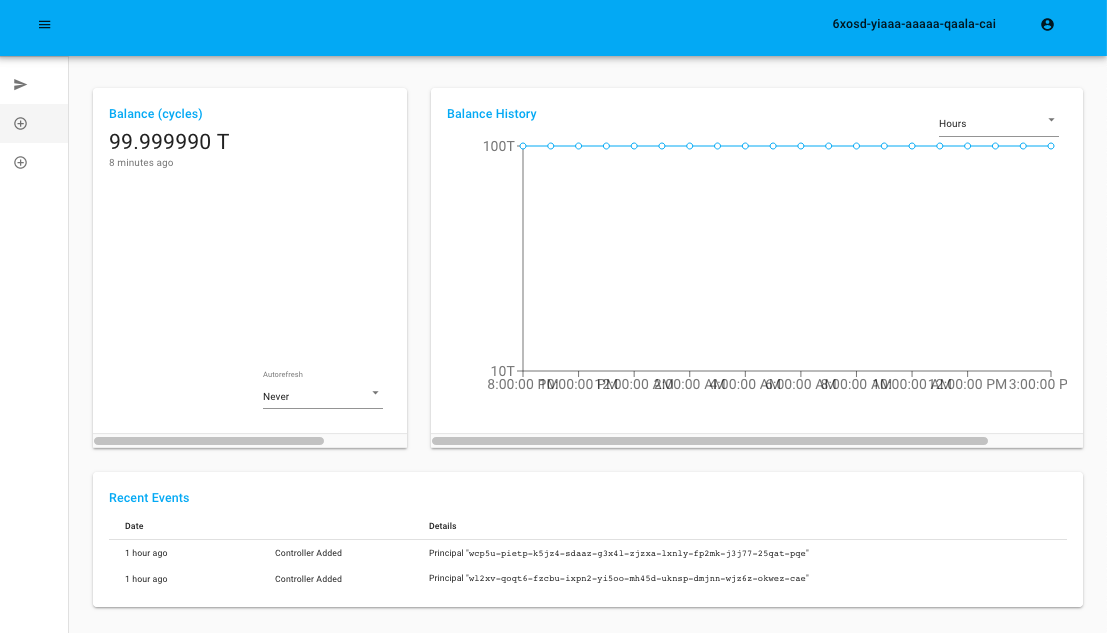 6xosd-yiaaa-aaaaa-qaala-cai
Balance (cycles)
99.999990 T
8 minutes ago
Autorefresh
Never
Balance History
Hours
100T
10T
8:00:00 PM 10:00:00 PM 12:00:00 AM 2:00:00 AM 4:00:00 AM 6:00:00 AM 8:00:00 AM 10:00:00 AM 12:00:00 PM 3:00:00 P
Recent Events
Date Details
1 hour ago Controller Added Principal "wcp5u-pietp-k5jz4-sdaaz-g3x4l-zjzxa-lxnly-fp2mk-j3j77-25qat-pqe"
1 hour ago Controller Added Principal "wl2xv-qoqt6-fzcbu-ixpn2-yi5oo-mh45d-uknsp-dmjnn-wjz6z-okwez-cae"